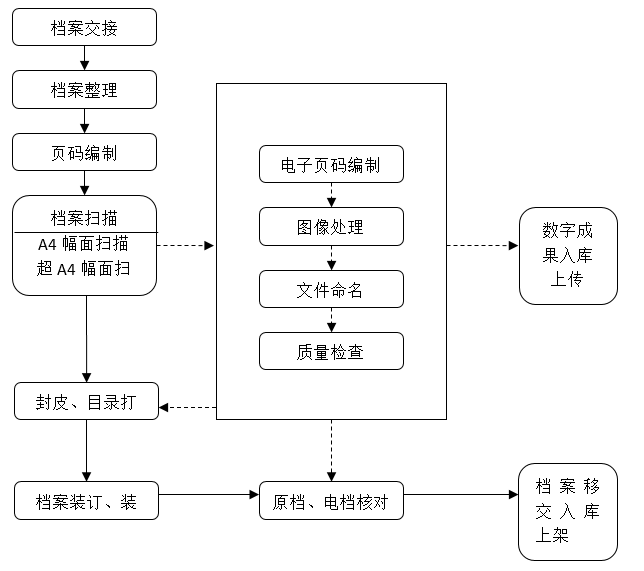 档案交接
档案整理
页码编制
档案扫描
A4 幅面扫描
超 A4 幅面扫
电子页码编制
图像处理
文件命名
质量检查
数字成
果入库
上传
封皮、目录打
档案装订、装
原档、电档核对
档案移
交入库
上架